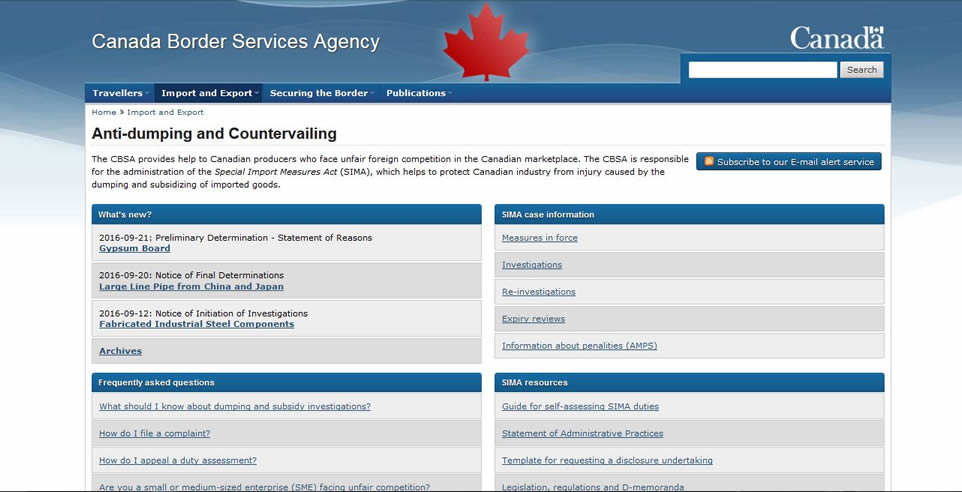 Canada Border Services Agency
Canada
Search
Travellers Import and Export Securing the Border Publications
Home » Import and Export
Anti-dumping and Countervailing
The CBSA provides help to Canadian producers who face unfair foreign competition in the Canadian marketplace. The CBSA is responsible
for the administration of the Special Import Measures Act (SIMA), which helps to protect Canadian industry from injury caused by the
dumping and subsidizing of imported goods.
Subscribe to our E-mail alert service
What's new?
2016-09-21: Preliminary Determination - Statement of Reasons
Gypsum Board
2016-09-20: Notice of Final Determinations
Large Line Pipe from China and Japan
2016-09-12: Notice of Initiation of Investigations
Fabricated Industrial Steel Components
Archives
SIMA case information
Measures in force
Investigations
Re-investigations
Expiry reviews
Information about penalities (AMPS)
Frequently asked questions
What should I know about dumping and subsidy investigations?
How do I file a complaint?
How do I appeal a duty assessment?
Are you a small or medium-sized enterprise (SME) facing unfair competition?
SIMA resources
Guide for self-assessing SIMA duties
Statement of Administrative Practices
Template for requesting a disclosure undertaking
Legislation, regulations and D-memoranda